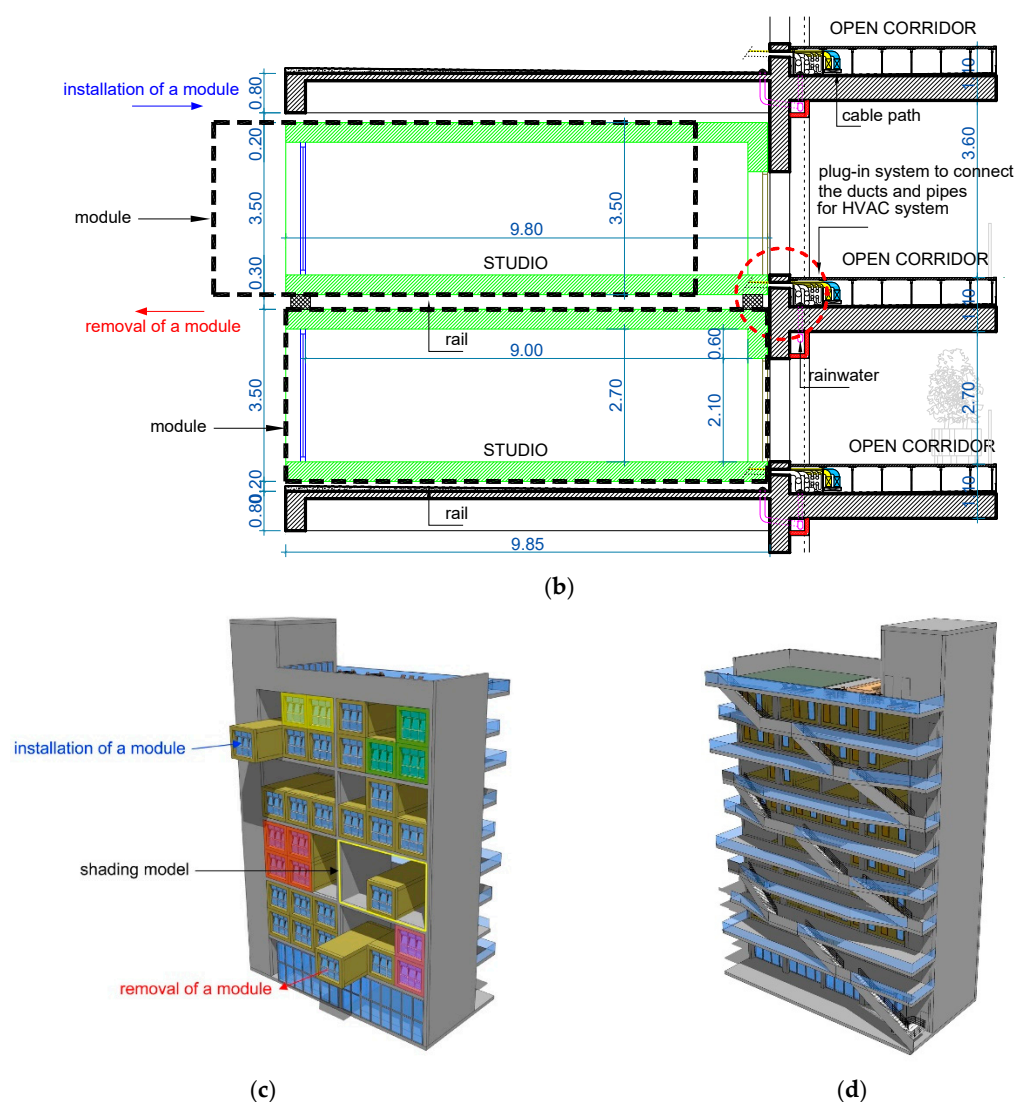 OPEN CORRIDOR
installation of a module
0.80
1.10
cable path
0.20
3.60
plug-in system to connect
the ducts and pipes
for HVAC system
module
3.50
3.50
9.80
STUDIO
OPEN CORRIDOR
0.30
1.10
removal of a module
rail
9.00
0.60
rainwater
3.50
2.70
2.10
2.70
module
STUDIO
OPEN CORRIDOR
0.20
1.10
rail
0.80
9.85
(b)
installation of a module
shading model
removal of a module
(c)
(d)